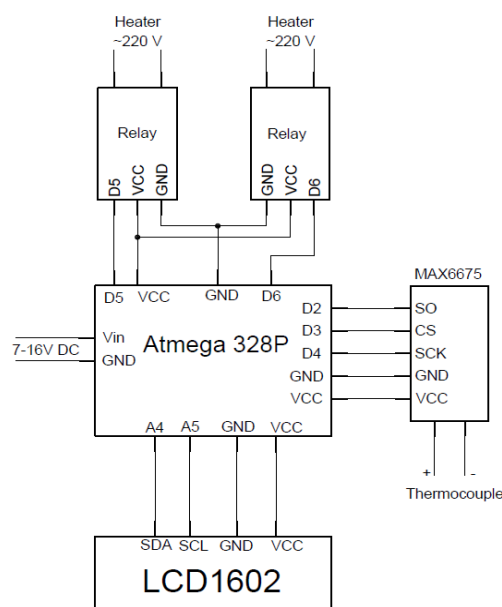 Heater Heater
~220 V ~220 V
Relay Relay
D5 VCC GND GND VCC D6
D5 VCC GND D6 MAX6675
D2 SO
Vin D3 CS
7-16V DC Atmega 328P
GND D4 SCK
GND GND
VCC VCC
A4 A5 GND VCC
+ -
Thermocouple
SDA SCL GND VCC
LCD1602